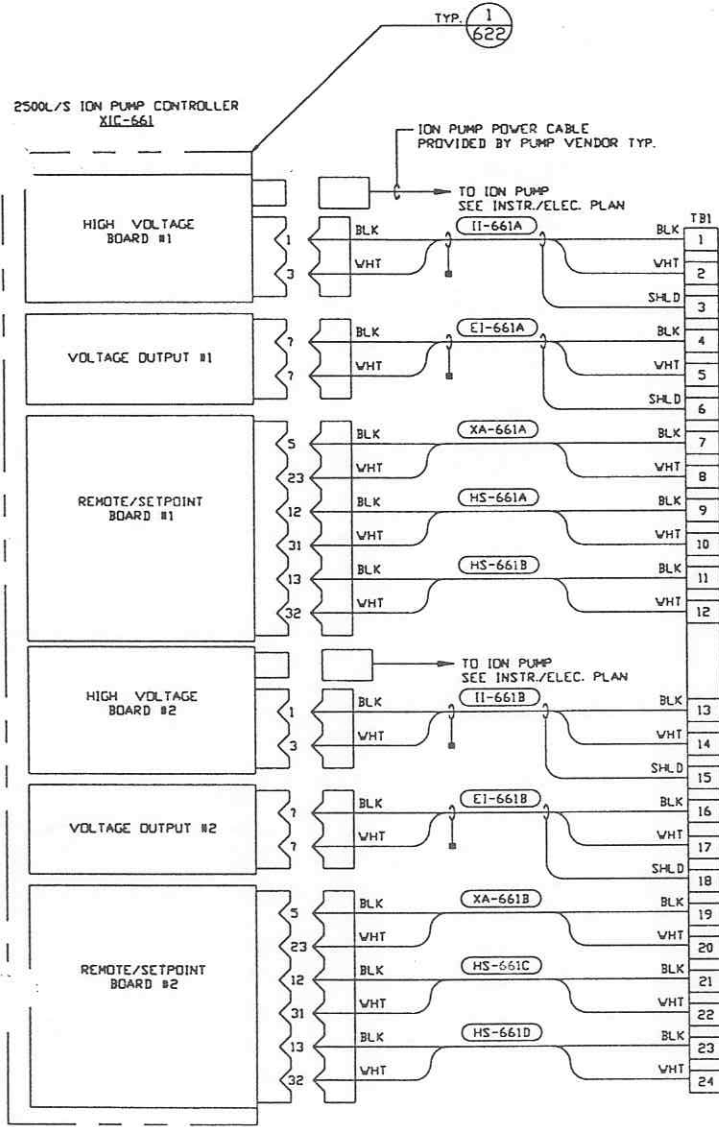 TYP. 1
622
2500L/S ION PUMP CONTROLLER
XIC-661
ION PUMP POWER CABLE
PROVIDED BY PUMP VENDOR TYP.
TO ION PUMP
SEE INSTR./ELEC. PLAN
TB1
HIGH VOLTAGE
BOARD #1
1 BLK II-661A BLK 1
3 WHT WHT 2
SHLD 3
VOLTAGE OUTPUT #1
? BLK EI-661A BLK 4
? WHT WHT 5
SHLD 6
REMOTE/SETPOINT
BOARD #1
5 BLK XA-661A BLK 7
23 WHT WHT 8
12 BLK HS-661A BLK 9
31 WHT WHT 10
13 BLK HS-661B BLK 11
32 WHT WHT 12
TO ION PUMP
SEE INSTR./ELEC. PLAN
HIGH VOLTAGE
BOARD #2
1 BLK II-661B BLK 13
3 WHT WHT 14
SHLD 15
VOLTAGE OUTPUT #2
? BLK EI-661B BLK 16
? WHT WHT 17
SHLD 18
REMOTE/SETPOINT
BOARD #2
5 BLK XA-661B BLK 19
23 WHT WHT 20
12 BLK HS-661C BLK 21
31 WHT WHT 22
13 BLK HS-661D BLK 23
32 WHT WHT 24